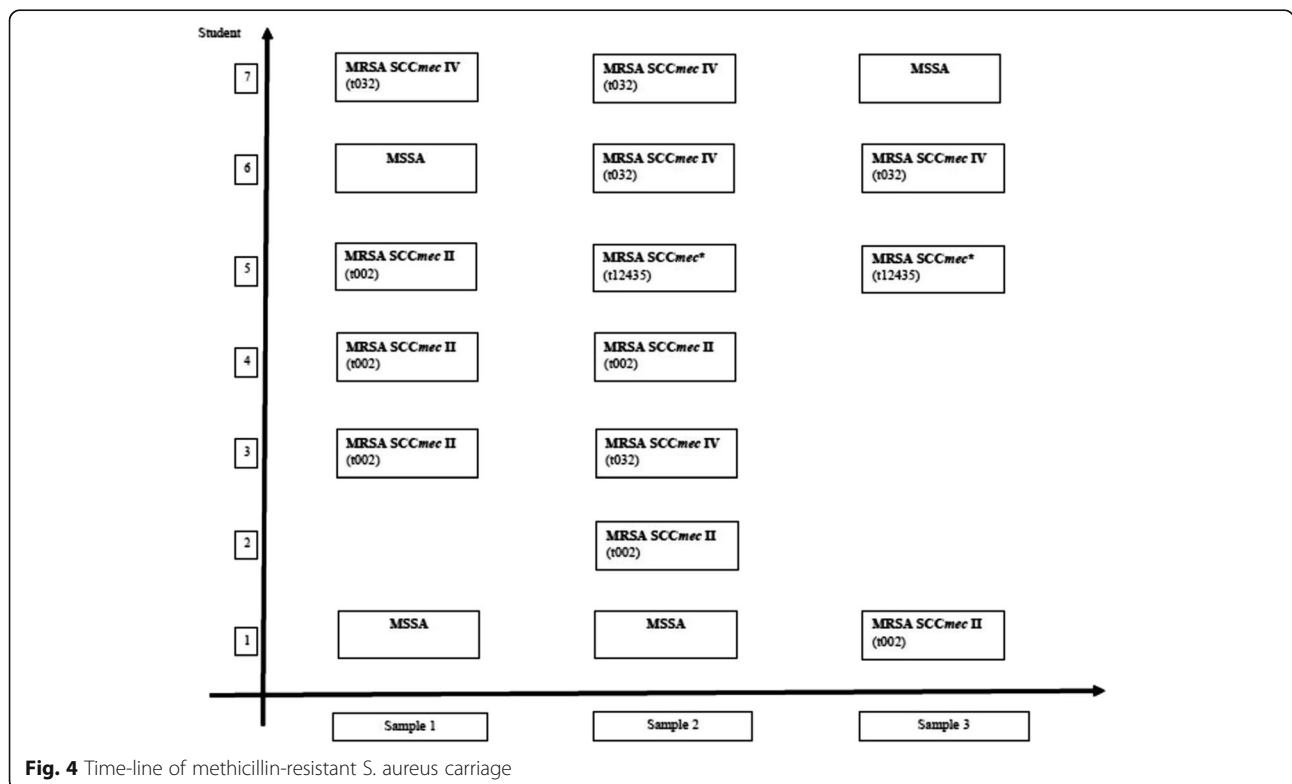 Student
7
MRSA SCCmec IV
(t032)
MRSA SCCmec IV
(t032)
MSSA
6
MSSA
MRSA SCCmec IV
(t032)
MRSA SCCmec IV
(t032)
5
MRSA SCCmec II
(t002)
MRSA SCCmec*
(t12435)
MRSA SCCmec*
(t12435)
4
MRSA SCCmec II
(t002)
MRSA SCCmec II
(t002)
3
MRSA SCCmec II
(t002)
MRSA SCCmec IV
(t032)
2
MRSA SCCmec II
(t002)
1
MSSA
MSSA
MRSA SCCmec II
(t002)
Sample 1
Sample 2
Sample 3
Fig. 4 Time-line of methicillin-resistant S. aureus carriage